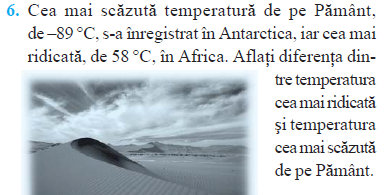 6. Cea mai scăzută temperatură de pe Pământ,
de –89 °C, s-a înregistrat în Antarctica, iar cea mai
ridicată, de 58 °C, în Africa. Aflați diferența din-
tre temperatura
cea mai ridicată
și temperatura
cea mai scăzută
de pe Pământ.